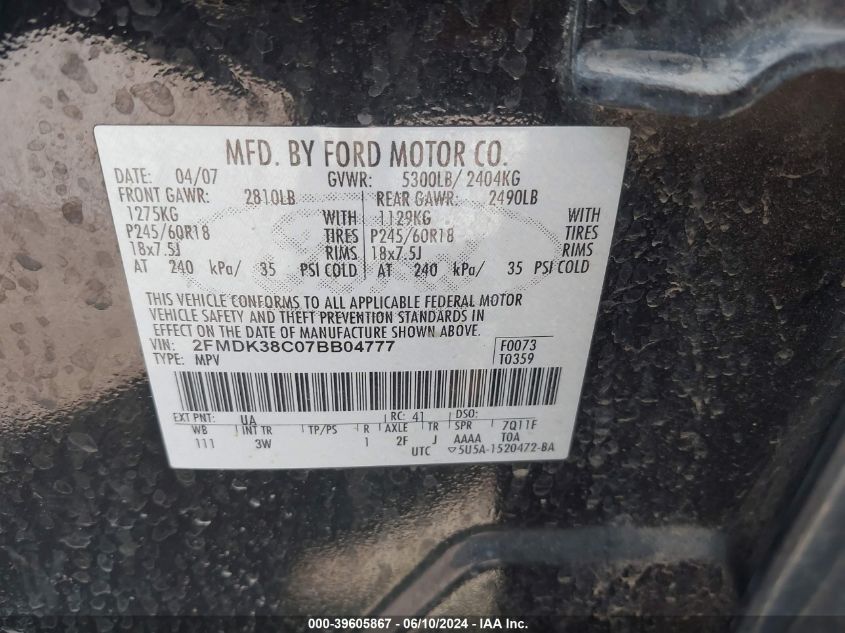 MFD. BY FORD MOTOR CO.
DATE: 04/07 GVWR: 5300LB/ 2404KG
FRONT GAWR: 2810LB REAR GAWR: 2490LB
1275KG WITH 1129KG WITH
P245/60R18 TIRES P245/60R18 TIRES
18x7.5J RIMS 18x7.5J RIMS
AT 240 kPa/ 35 PSI COLD AT 240 kPa/ 35 PSI COLD
THIS VEHICLE CONFORMS TO ALL APPLICABLE FEDERAL MOTOR
VEHICLE SAFETY AND THEFT PREVENTION STANDARDS IN
EFFECT ON THE DATE OF MANUFACTURE SHOWN ABOVE.
VIN: 2FMDK38C07BB04777 F0073
TYPE: MPV T0359
EXT PNT: UA RC: 41 DSO:
WB INT TR TP/PS R AXLE TR SPR 7Q11F
111 3W 1 2F J AAAA TOA
UTC 5U5A-1520472-BA
000-39605867 - 06/10/2024 - IAA Inc.